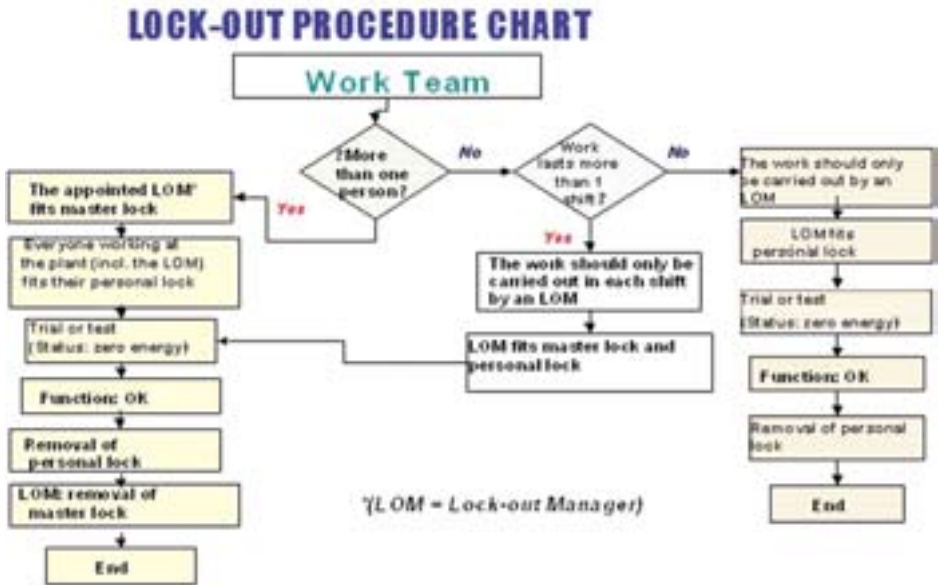 LOCK-OUT PROCEDURE CHART
Work Team
?More
than one
person?
No
Work
lasts more
than 1
shift?
No
Yes
Yes
The appointed LOM*
fits master lock
Everyone working at
the plant (incl. the LOM)
fits their personal lock
Trial or test
(Status: zero energy)
Function: OK
Removal of
personal lock
LOM: removal of
master lock
End
The work should only be
carried out in each shift
by an LOM
LOM fits master lock and
personal lock
The work should only
be carried out by an
LOM
LOM fits
personal lock
Trial or test
(Status: zero energy)
Function: OK
Removal of personal
lock
End
*(LOM = Lock-out Manager)